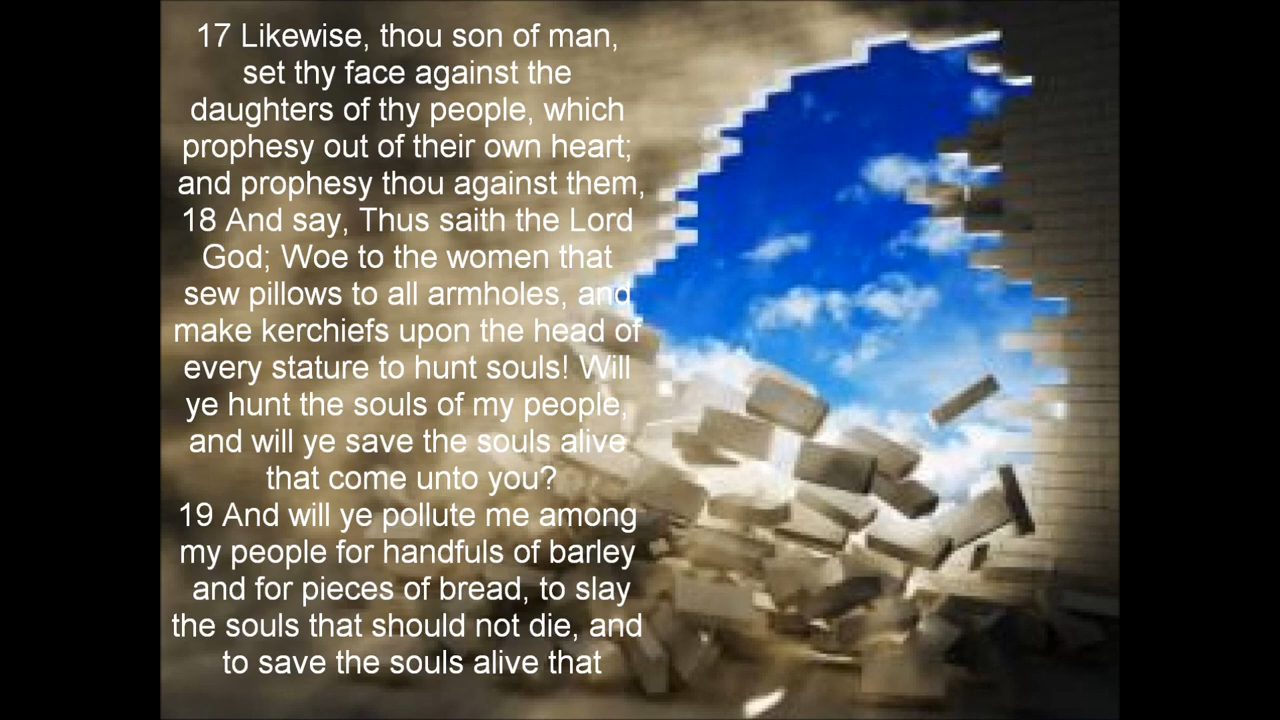 17 Likewise, thou son of man,
set thy face against the
daughters of thy people, which
prophesy out of their own heart;
and prophesy thou against them,
18 And say, Thus saith the Lord
God; Woe to the women that
sew pillows to all armholes, and
make kerchiefs upon the head of
every stature to hunt souls! Will
ye hunt the souls of my people,
and will ye save the souls alive
that come unto you?
19 And will ye pollute me among
my people for handfuls of barley
and for pieces of bread, to slay
the souls that should not die, and
to save the souls alive that